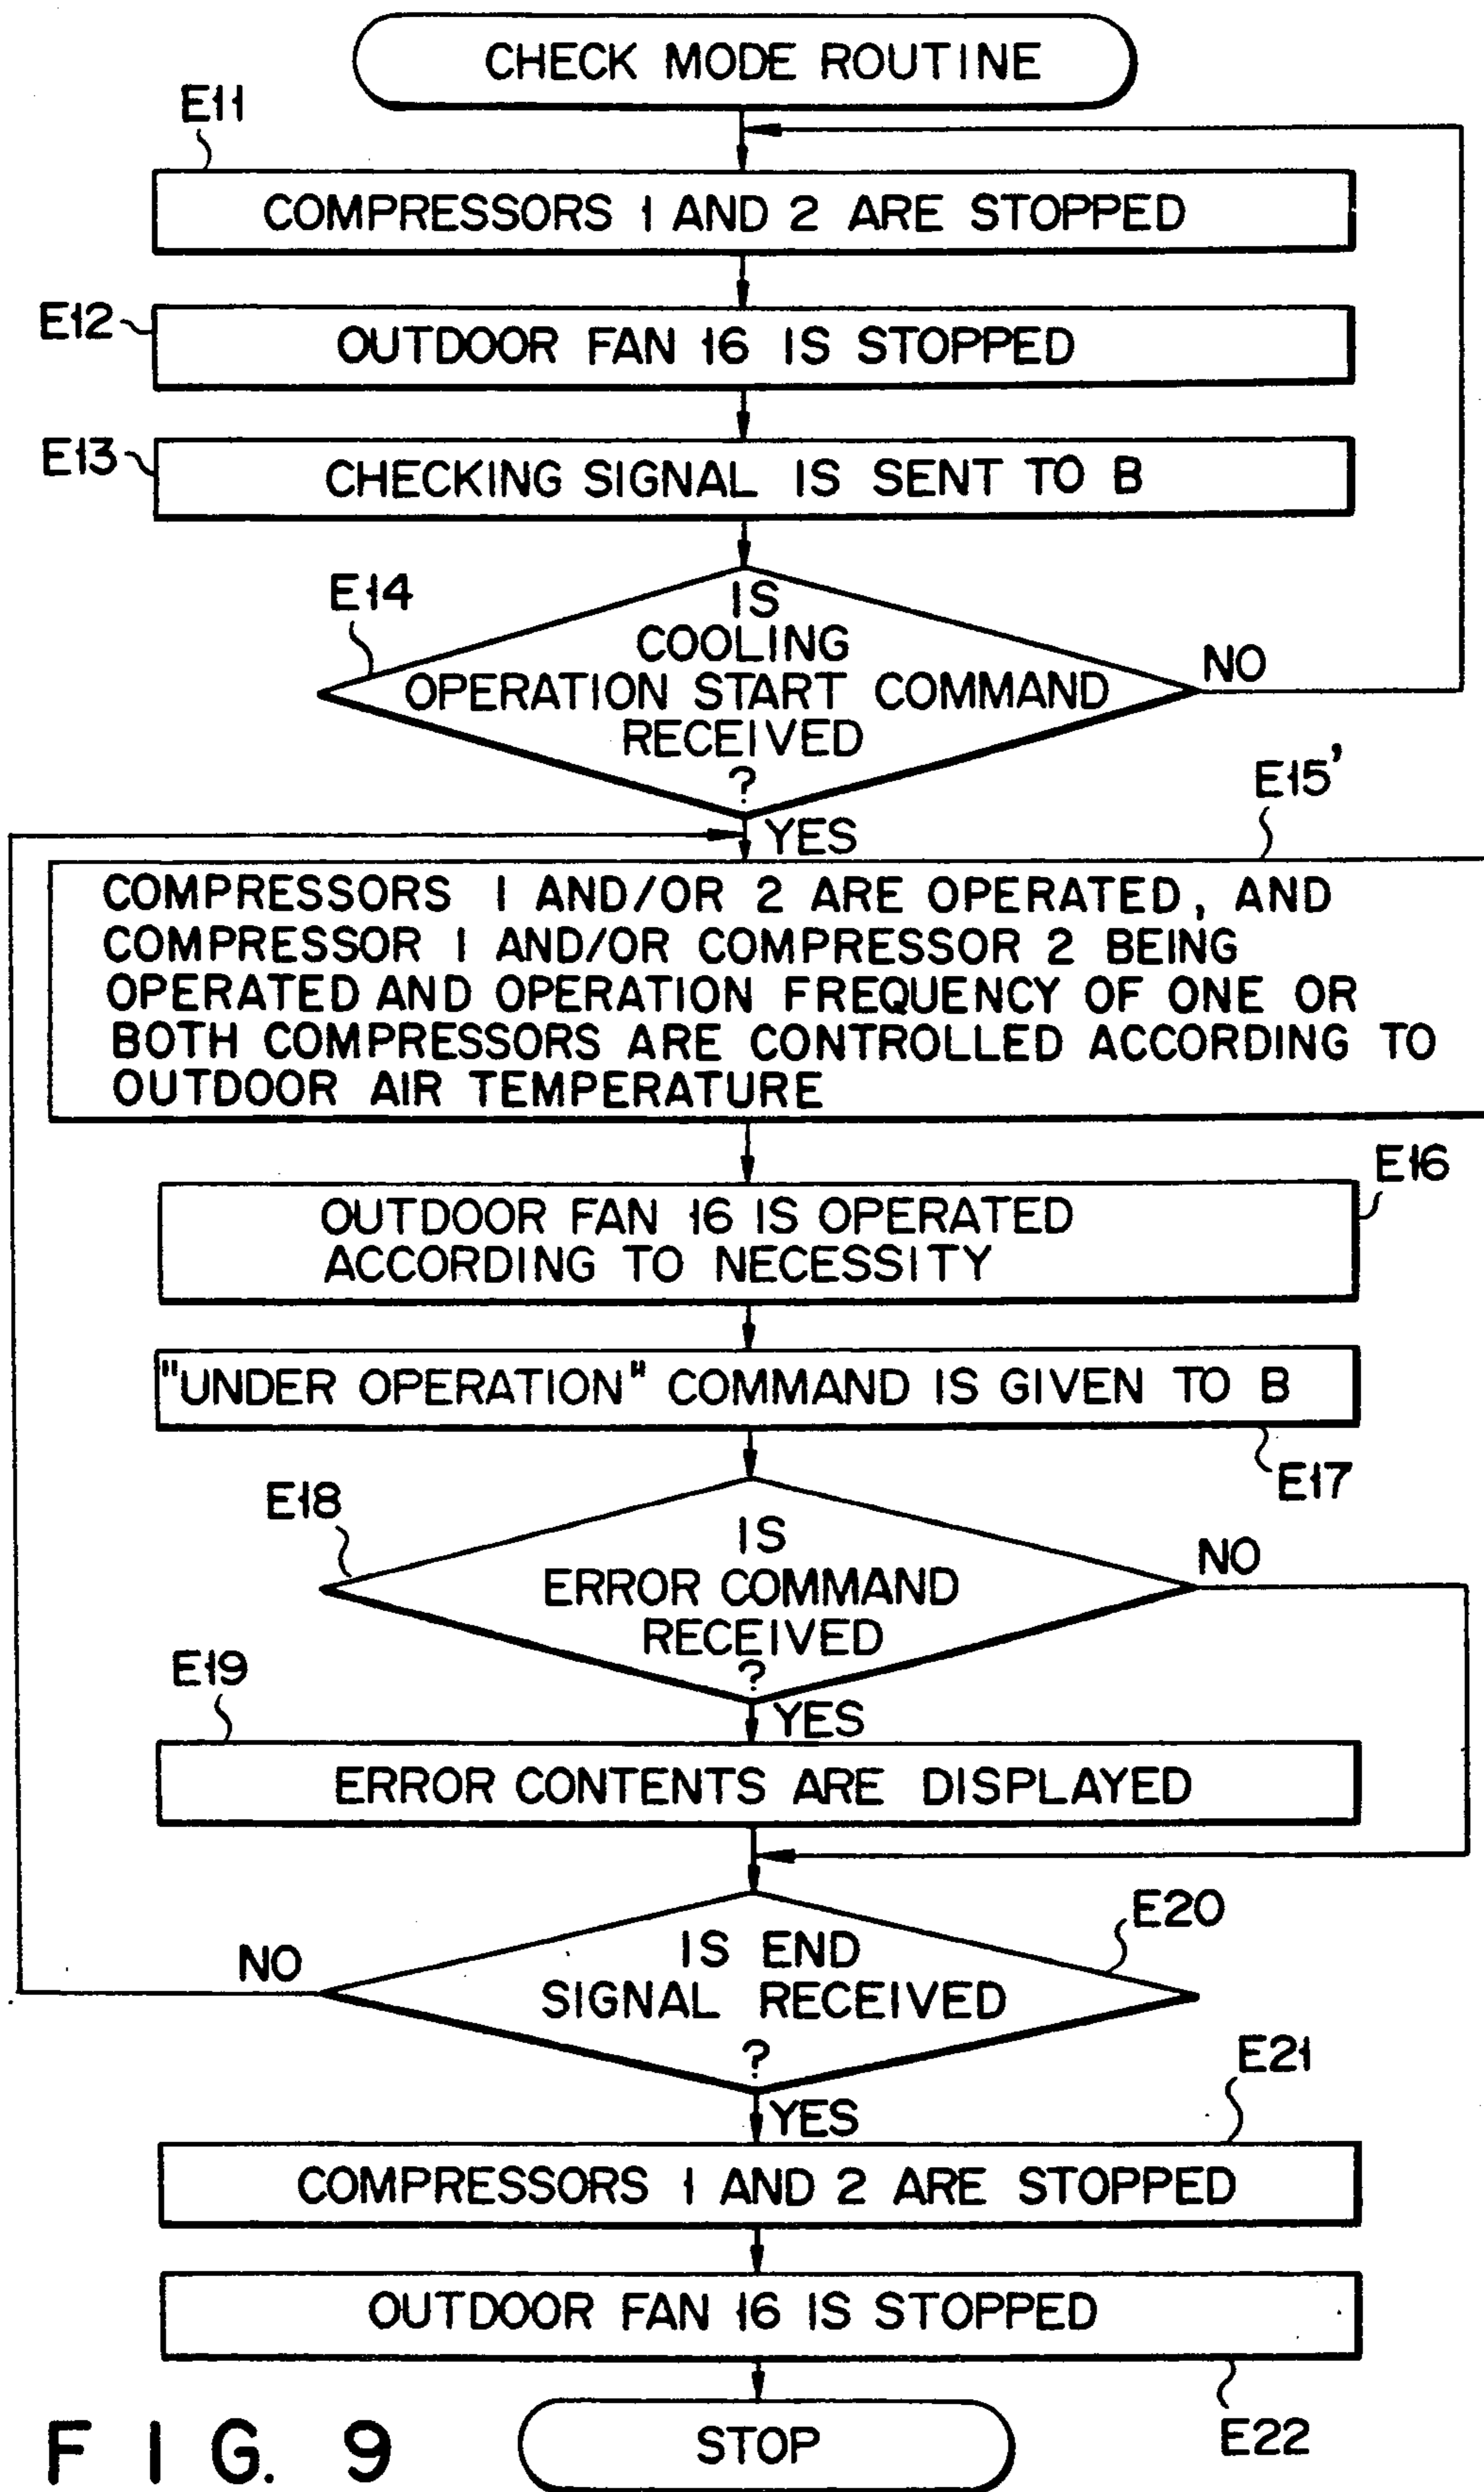 CHECK MODE ROUTINE
E11
COMPRESSORS 1 AND 2 ARE STOPPED
E12
OUTDOOR FAN 16 IS STOPPED
E13
CHECKING SIGNAL IS SENT TO B
E14
IS
COOLING
OPERATION START COMMAND
RECEIVED
?
NO
YES
E15'
COMPRESSORS 1 AND/OR 2 ARE OPERATED, AND
COMPRESSOR 1 AND/OR COMPRESSOR 2 BEING
OPERATED AND OPERATION FREQUENCY OF ONE OR
BOTH COMPRESSORS ARE CONTROLLED ACCORDING TO
OUTDOOR AIR TEMPERATURE
E16
OUTDOOR FAN 16 IS OPERATED
ACCORDING TO NECESSITY
"UNDER OPERATION" COMMAND IS GIVEN TO B
E17
E18
IS
ERROR COMMAND
RECEIVED
?
NO
YES
E19
ERROR CONTENTS ARE DISPLAYED
E20
IS END
SIGNAL RECEIVED
?
NO
YES
E21
COMPRESSORS 1 AND 2 ARE STOPPED
OUTDOOR FAN 16 IS STOPPED
E22
STOP
FIG. 9